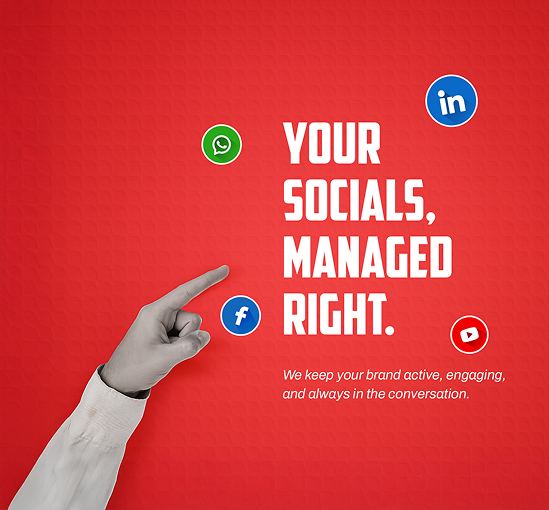 in
YOUR
SOCIALS,
MANAGED
RIGHT.
f
We keep your brand active, engaging,
and always in the conversation.